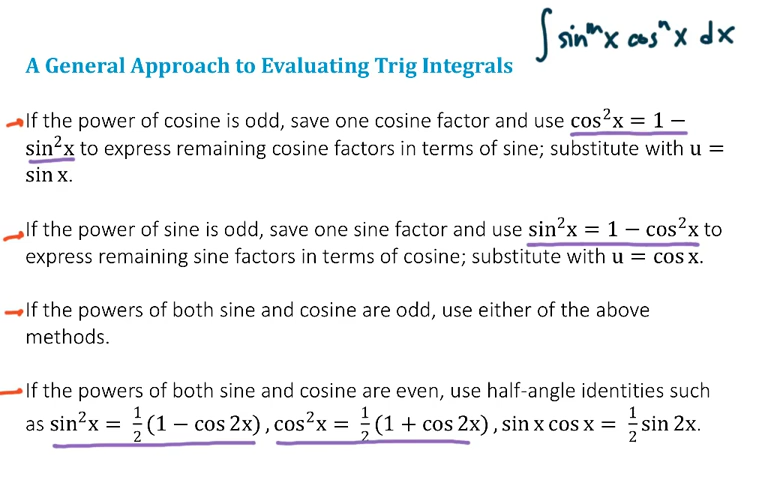 ∫ sinᵐx cosⁿx dx
A General Approach to Evaluating Trig Integrals
If the power of cosine is odd, save one cosine factor and use cos²x = 1 −
sin²x to express remaining cosine factors in terms of sine; substitute with u =
sin x.
If the power of sine is odd, save one sine factor and use sin²x = 1 − cos²x to
express remaining sine factors in terms of cosine; substitute with u = cos x.
If the powers of both sine and cosine are odd, use either of the above
methods.
If the powers of both sine and cosine are even, use half-angle identities such
as sin²x = 1/2 (1 − cos 2x) , cos²x = 1/2 (1 + cos 2x) , sin x cos x = 1/2 sin 2x.